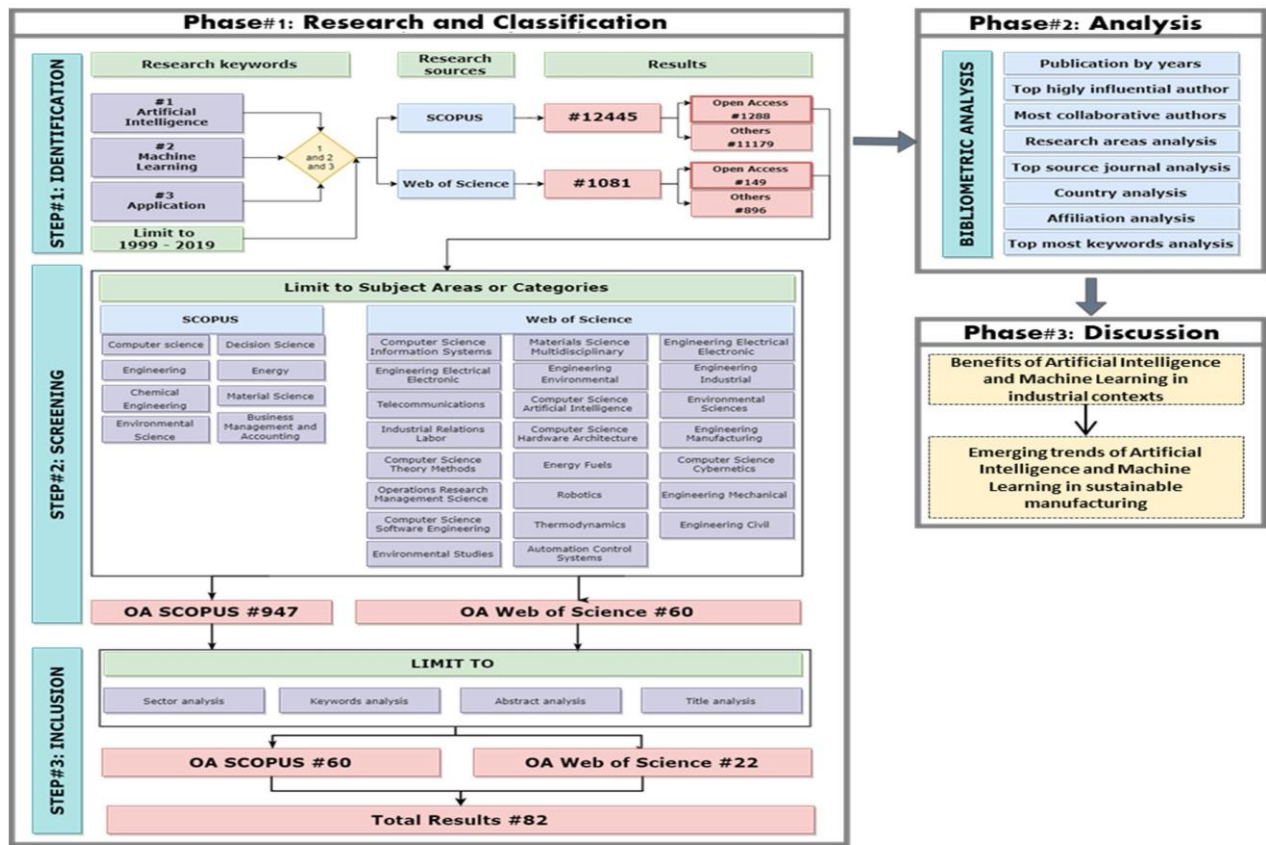 Phase#1: Research and Classification
STEP#1: IDENTIFICATION
Research keywords
Research
sources
Results
#1
Artificial
Intelligence
#2
Machine
Learning
#3
Application
Limit to
1999 - 2019
1
and 2
and 3
SCOPUS
Web of Science
#12445
#1081
Open Access
#1288
Others
#11179
Open Access
#149
Others
#896
STEP#2: SCREENING
Limit to Subject Areas or Categories
SCOPUS
Computer science
Decision Science
Engineering
Energy
Chemical
Engineering
Material Science
Environmental
Science
Business
Management and
Accounting
Web of Science
Computer Science
Information Systems
Materials Science
Multidisciplinary
Engineering Electrical
Electronic
Engineering Electrical
Electronic
Engineering
Environmental
Engineering
Industrial
Telecommunications
Computer Science
Artificial Intelligence
Environmental
Sciences
Industrial Relations
Labor
Computer Science
Hardware Architecture
Engineering
Manufacturing
Computer Science
Theory Methods
Energy Fuels
Computer Science
Cybernetics
Operations Research
Management Science
Robotics
Engineering Mechanical
Computer Science
Software Engineering
Thermodynamics
Engineering Civil
Environmental Studies
Automation Control
Systems
OA SCOPUS #947
OA Web of Science #60
STEP#3: INCLUSION
LIMIT TO
Sector analysis
Keywords analysis
Abstract analysis
Title analysis
OA SCOPUS #60
OA Web of Science #22
Total Results #82
Phase#2: Analysis
BIBLIOMETRIC ANALYSIS
Publication by years
Top higly influential author
Most collaborative authors
Research areas analysis
Top source journal analysis
Country analysis
Affiliation analysis
Top most keywords analysis
Phase#3: Discussion
Benefits of Artificial Intelligence
and Machine Learning in
industrial contexts
Emerging trends of Artificial
Intelligence and Machine
Learning in sustainable
manufacturing